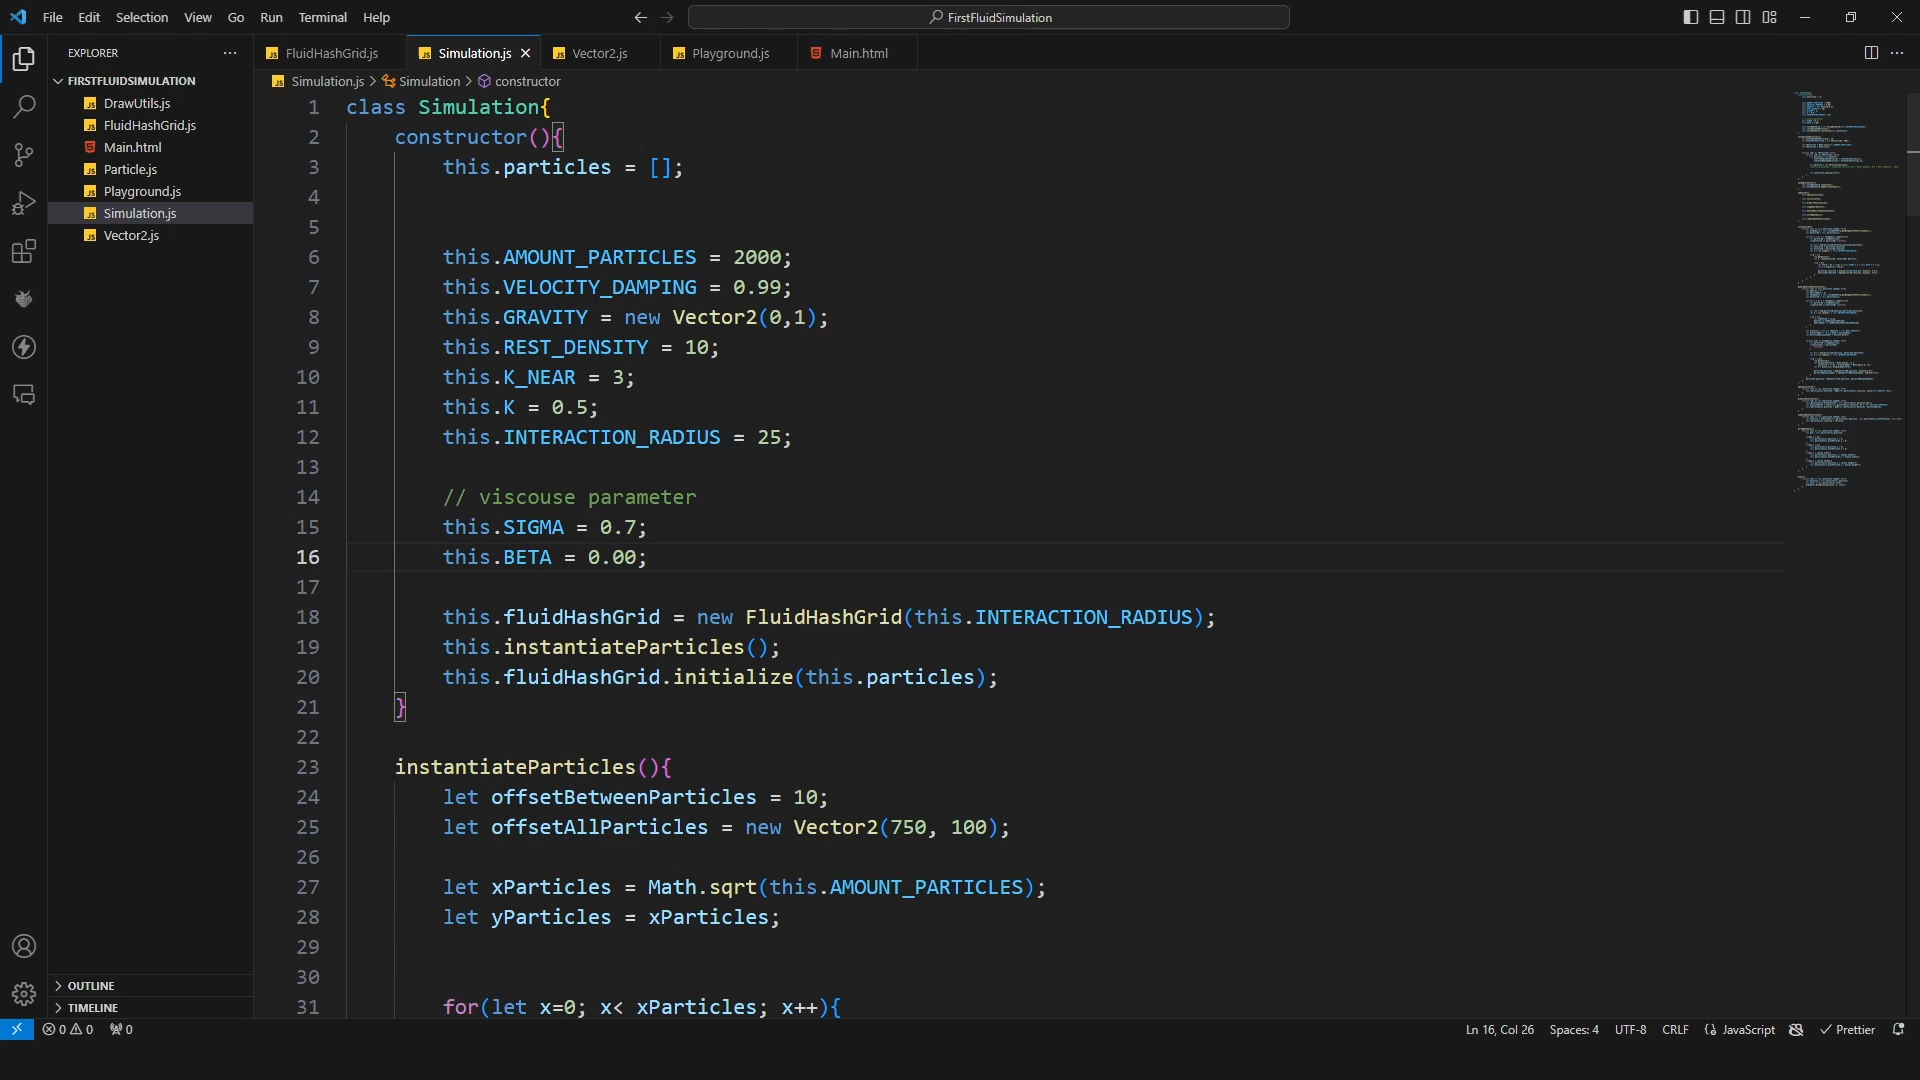 File Edit Selection View Go Run Terminal Help
FirstFluidSimulation
EXPLORER
FIRSTFLUIDSIMULATION
DrawUtils.js
FluidHashGrid.js
Main.html
Particle.js
Playground.js
Simulation.js
Vector2.js
OUTLINE
TIMELINE
FluidHashGrid.js Simulation.js Vector2.js Playground.js Main.html
Simulation.js > Simulation > constructor
1 class Simulation{
2 constructor(){
3 this.particles = [];
4
5
6 this.AMOUNT_PARTICLES = 2000;
7 this.VELOCITY_DAMPING = 0.99;
8 this.GRAVITY = new Vector2(0,1);
9 this.REST_DENSITY = 10;
10 this.K_NEAR = 3;
11 this.K = 0.5;
12 this.INTERACTION_RADIUS = 25;
13
14 // viscouse parameter
15 this.SIGMA = 0.7;
16 this.BETA = 0.00;
17
18 this.fluidHashGrid = new FluidHashGrid(this.INTERACTION_RADIUS);
19 this.instantiateParticles();
20 this.fluidHashGrid.initialize(this.particles);
21 }
22
23 instantiateParticles(){
24 let offsetBetweenParticles = 10;
25 let offsetAllParticles = new Vector2(750, 100);
26
27 let xParticles = Math.sqrt(this.AMOUNT_PARTICLES);
28 let yParticles = xParticles;
29
30
31 for(let x=0; x< xParticles; x++){
0 0 0 Ln 16, Col 26 Spaces: 4 UTF-8 CRLF JavaScript Prettier